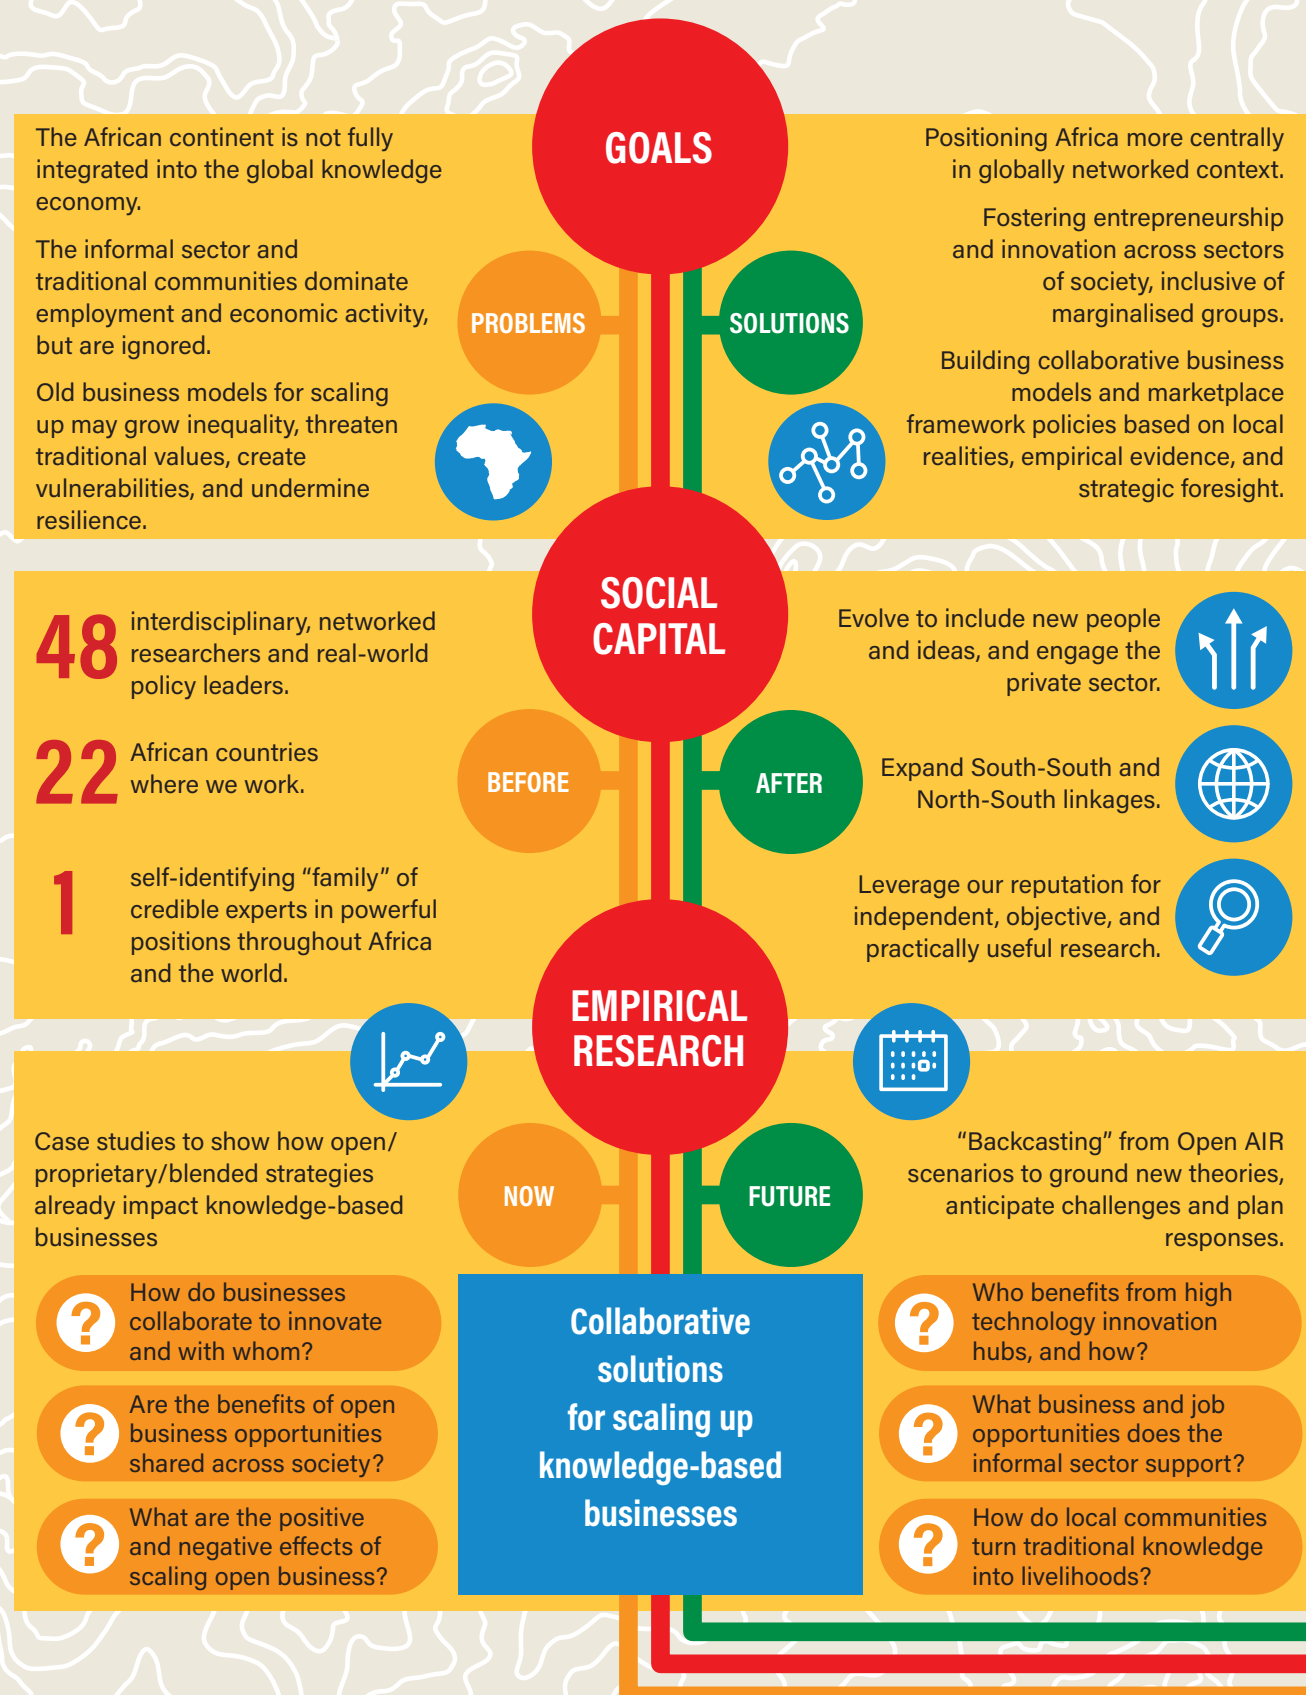 GOALS
The African continent is not fully
integrated into the global knowledge
economy.
The informal sector and
traditional communities dominate
employment and economic activity,
but are ignored.
Old business models for scaling
up may grow inequality, threaten
traditional values, create
vulnerabilities, and undermine
resilience.
PROBLEMS
SOLUTIONS
Positioning Africa more centrally
in globally networked context.
Fostering entrepreneurship
and innovation across sectors
of society, inclusive of
marginalised groups.
Building collaborative business
models and marketplace
framework policies based on local
realities, empirical evidence, and
strategic foresight.
SOCIAL
CAPITAL
48
interdisciplinary, networked
researchers and real-world
policy leaders.
22
African countries
where we work.
1
self-identifying “family” of
credible experts in powerful
positions throughout Africa
and the world.
BEFORE
AFTER
Evolve to include new people
and ideas, and engage the
private sector.
Expand South-South and
North-South linkages.
Leverage our reputation for
independent, objective, and
practically useful research.
EMPIRICAL
RESEARCH
Case studies to show how open/
proprietary/blended strategies
already impact knowledge-based
businesses
NOW
FUTURE
“Backcasting” from Open AIR
scenarios to ground new theories,
anticipate challenges and plan
responses.
?
How do businesses
collaborate to innovate
and with whom?
?
Are the benefits of open
business opportunities
shared across society?
?
What are the positive
and negative effects of
scaling open business?
Collaborative
solutions
for scaling up
knowledge-based
businesses
?
Who benefits from high
technology innovation
hubs, and how?
?
What business and job
opportunities does the
informal sector support?
?
How do local communities
turn traditional knowledge
into livelihoods?